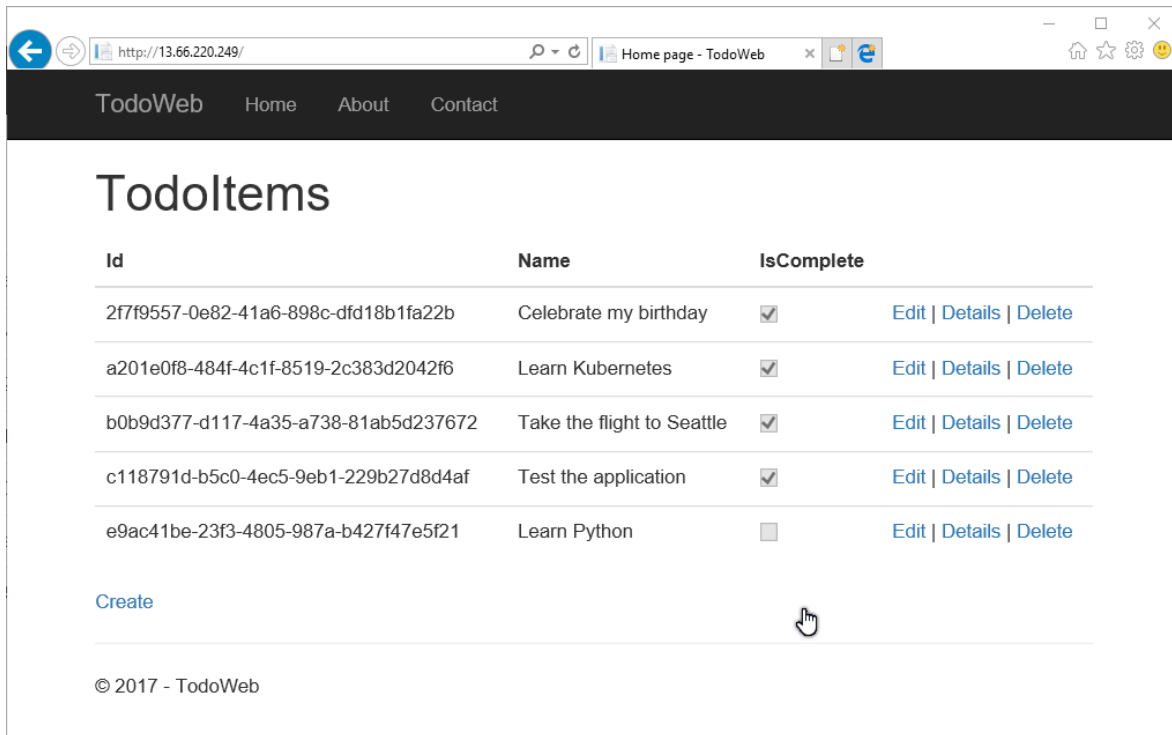 http://13.66.220.249/ Home page - TodoWeb
TodoWeb Home About Contact
TodoItems
Id Name IsComplete
2f7f9557-0e82-41a6-898c-dfd18b1fa22b Celebrate my birthday Edit | Details | Delete
a201e0f8-484f-4c1f-8519-2c383d2042f6 Learn Kubernetes Edit | Details | Delete
b0b9d377-d117-4a35-a738-81ab5d237672 Take the flight to Seattle Edit | Details | Delete
c118791d-b5c0-4ec5-9eb1-229b27d8d4af Test the application Edit | Details | Delete
e9ac41be-23f3-4805-987a-b427f47e5f21 Learn Python Edit | Details | Delete
Create
© 2017 - TodoWeb